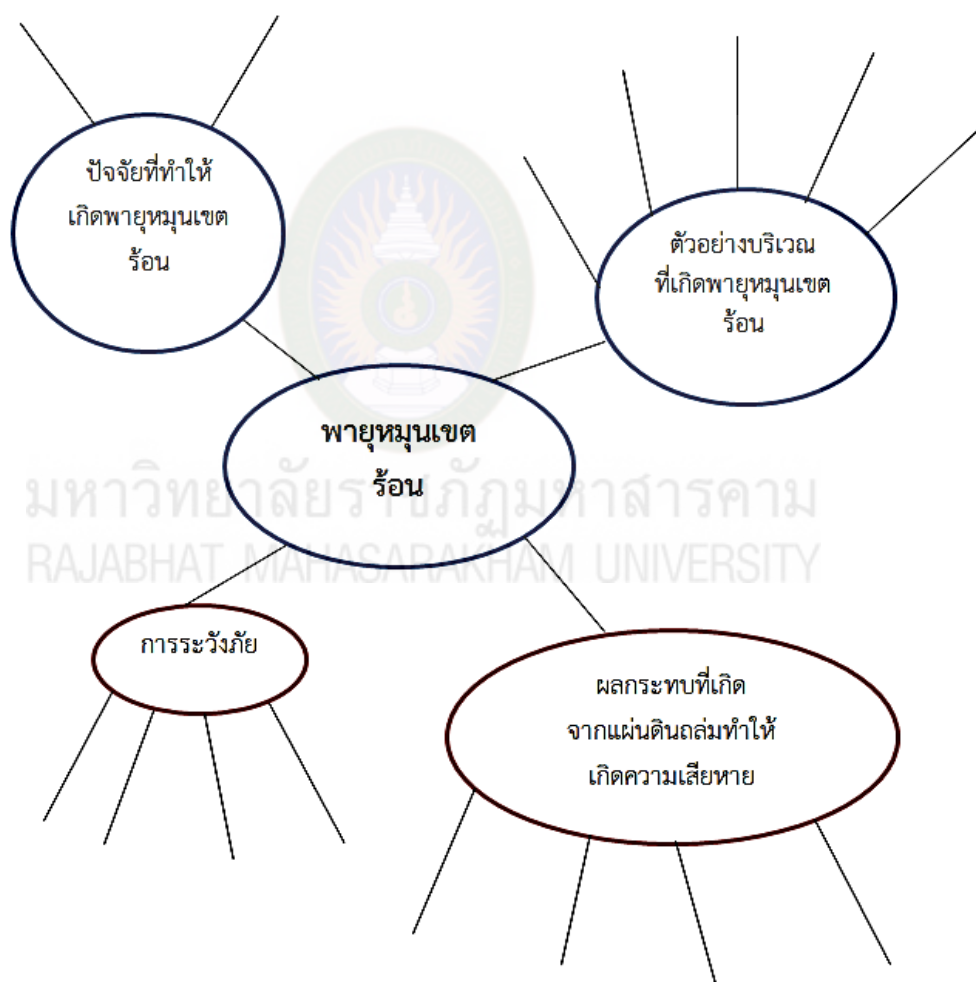 ปัจจัยที่ทำให้
เกิดพายุหมุนเขต
ร้อน
ตัวอย่างบริเวณ
ที่เกิดพายุหมุนเขต
ร้อน
พายุหมุนเขต
ร้อน
มหาวิทยาลัยราชภัฏมหาสารคาม
RAJABHAT MAHASARAKHAM UNIVERSITY
การระวังภัย
ผลกระทบที่เกิด
จากแผ่นดินถล่มทำให้
เกิดความเสียหาย